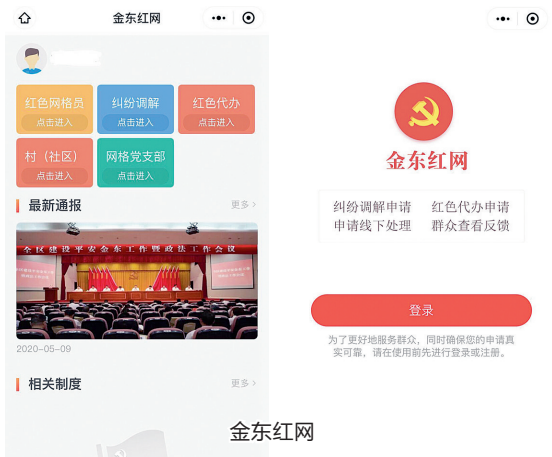 金东红网
红色网格员
点击进入
纠纷调解
点击进入
红色代办
点击进入
村（社区）
点击进入
网格党支部
点击进入
最新通报
更多
全区建设平安金东工作暨政法工作会议
2020-05-09
相关制度
更多
金东红网
纠纷调解申请 红色代办申请
申请线下处理 群众查看反馈
登录
为了更好地服务群众，同时确保您的申请真
实可靠，请在使用前先进行登录或注册。
金东红网